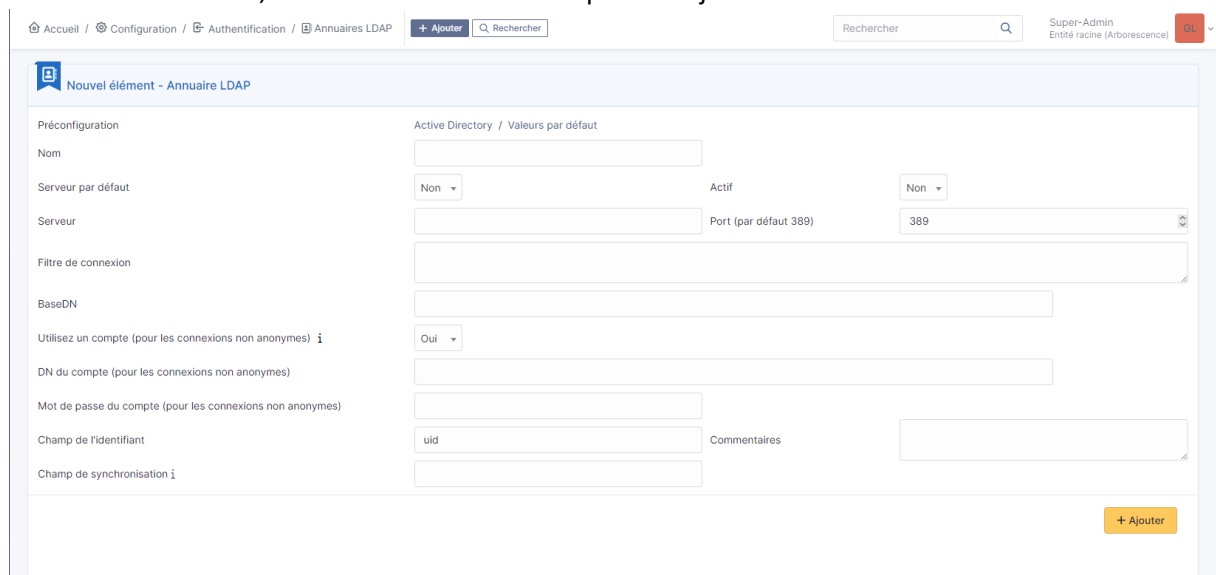 Accueil / Configuration / Authentification / Annuaires LDAP + Ajouter Rechercher Rechercher Super-Admin GL
Entité racine (Arborescence)
Nouvel élément - Annuaire LDAP
Préconfiguration Active Directory / Valeurs par défaut
Nom
Serveur par défaut Non Actif Non
Serveur Port (par défaut 389) 389
Filtre de connexion
BaseDN
Utilisez un compte (pour les connexions non anonymes) i Oui
DN du compte (pour les connexions non anonymes)
Mot de passe du compte (pour les connexions non anonymes)
Champ de l'identifiant uid Commentaires
Champ de synchronisation i
+ Ajouter